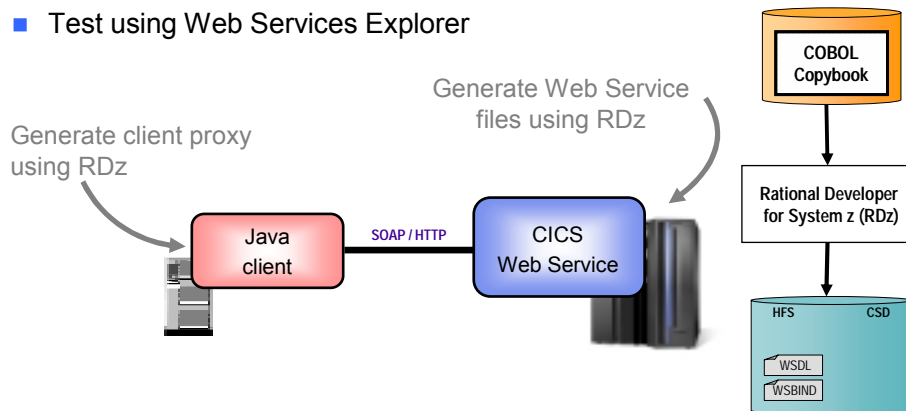 Test using Web Services Explorer
Generate client proxy
using RDz
Generate Web Service
files using RDz
Java
client
SOAP / HTTP
CICS
Web Service
COBOL
Copybook
Rational Developer
for System z (RDz)
HFS CSD
WSDL
WSBIND